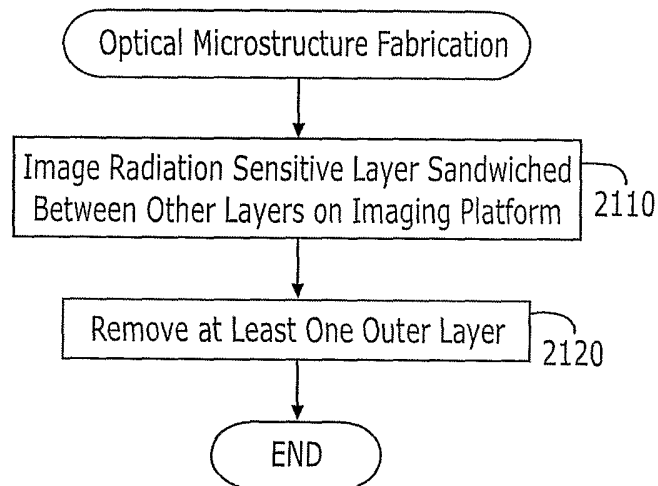 Optical Microstructure Fabrication
Image Radiation Sensitive Layer Sandwiched
Between Other Layers on Imaging Platform
2110
Remove at Least One Outer Layer
2120
END